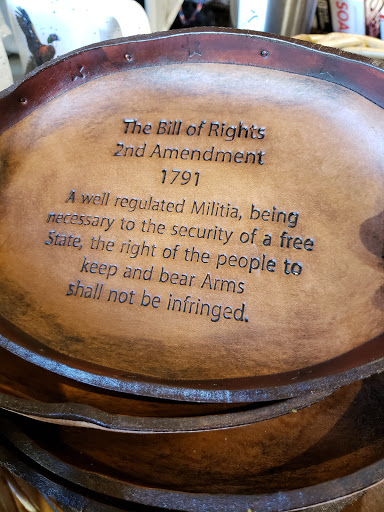 SOA
The Bill of Rights
2nd Amendment
1791
A well regulated Militia, being
necessary to the security of a free
State, the right of the people to
keep and bear Arms
shall not be infringed.